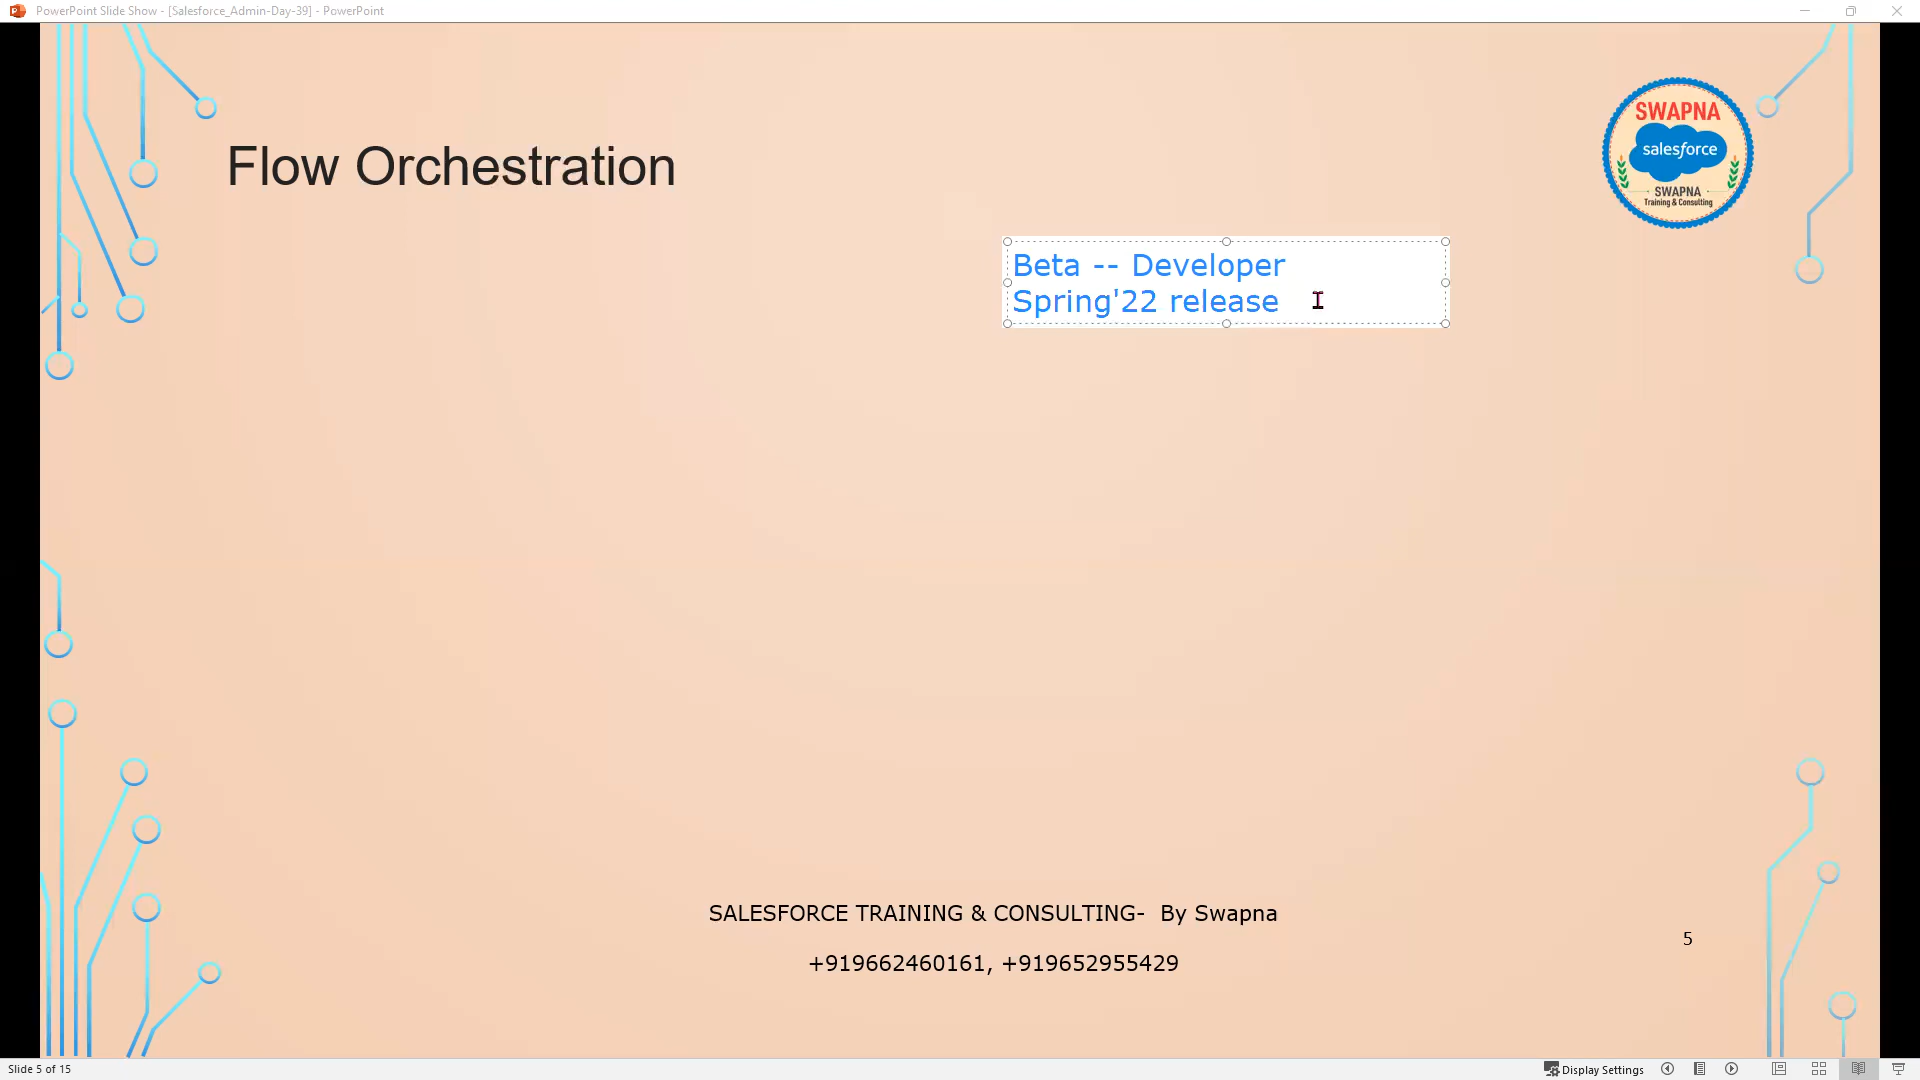 PowerPoint Slide Show - [Salesforce_Admin-Day-39] - PowerPoint
Flow Orchestration
SWAPNA
salesforce
SWAPNA
Training & Consulting
Beta -- Developer
Spring'22 release
SALESFORCE TRAINING & CONSULTING- By Swapna
+919662460161, +919652955429
5
Slide 5 of 15
Display Settings